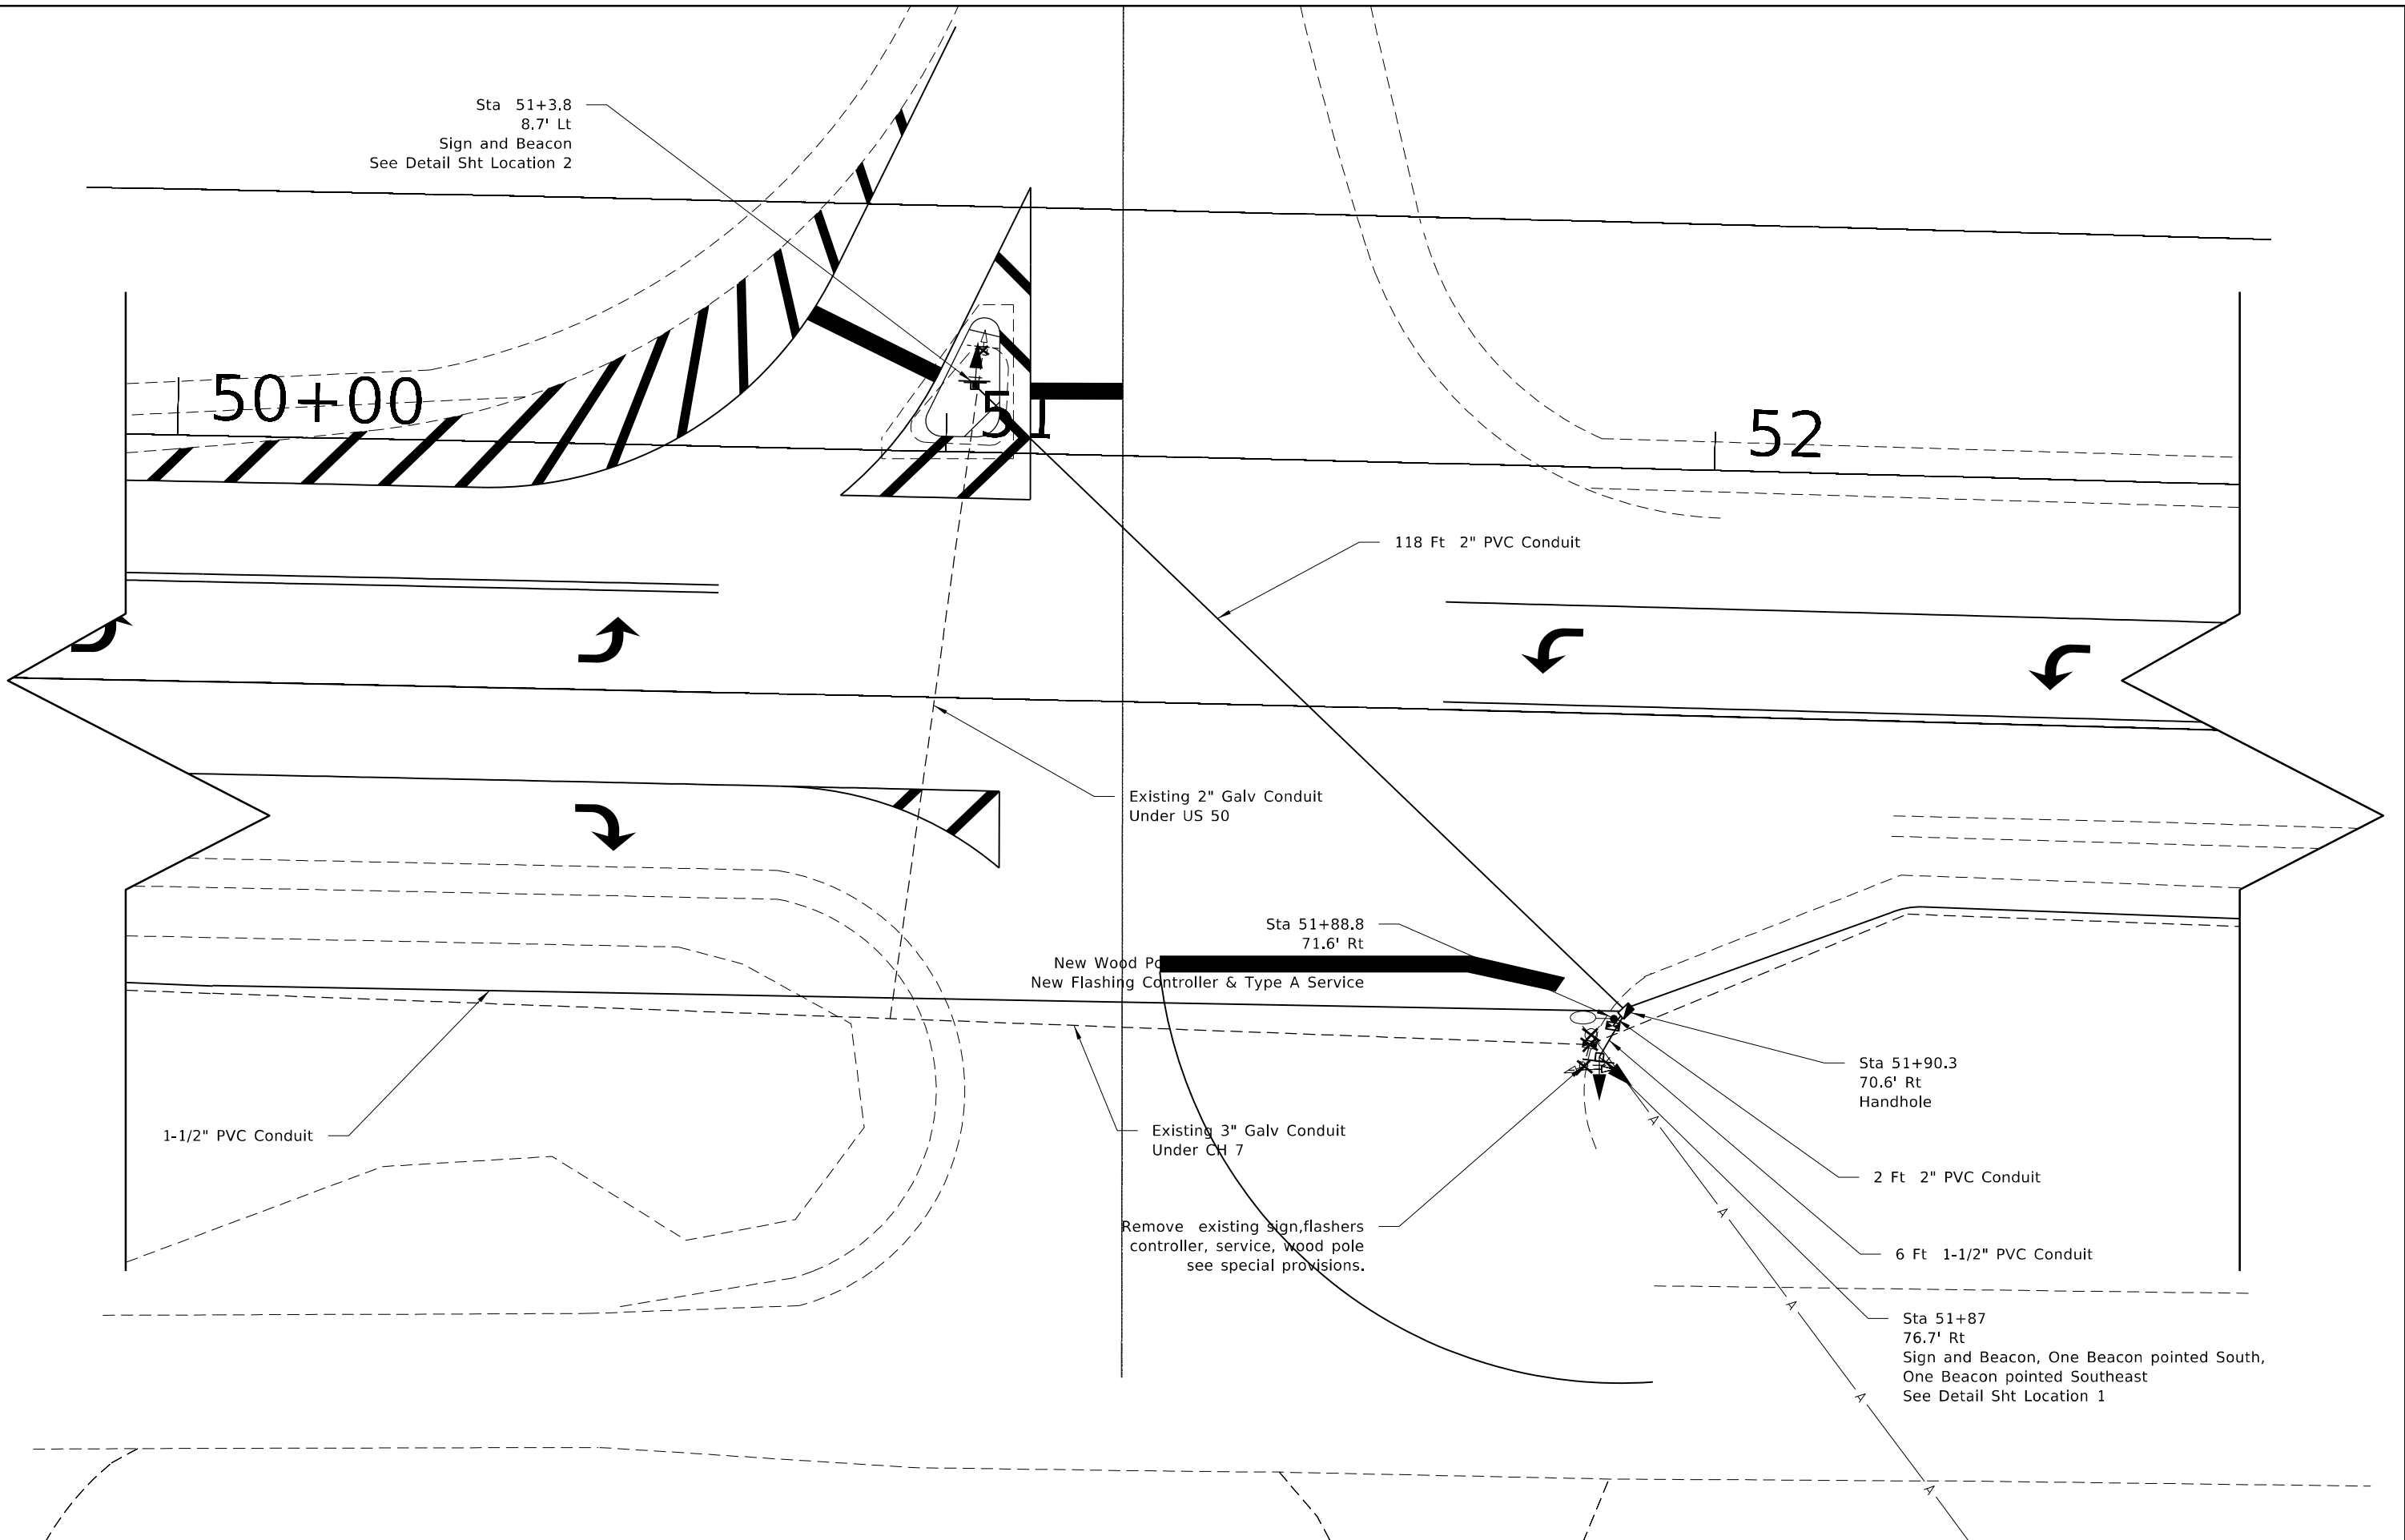 Sta 51+3.8
8.7' Lt
Sign and Beacon
See Detail Sht Location 2
50+00
51
52
118 Ft 2" PVC Conduit
Existing 2" Galv Conduit
Under US 50
Sta 51+88.8
71.6' Rt
New Wood
New Flashing Controller & Type A Service
Sta 51+90.3
70.6' Rt
Handhole
1-1/2" PVC Conduit
Existing 3" Galv Conduit
Under CH 7
2 Ft 2" PVC Conduit
Remove existing sign,flashers
controller, service, wood pole
see special provisions.
6 Ft 1-1/2" PVC Conduit
Sta 51+87
76.7' Rt
Sign and Beacon, One Beacon pointed South,
One Beacon pointed Southeast
See Detail Sht Location 1
A
A
A
A
A